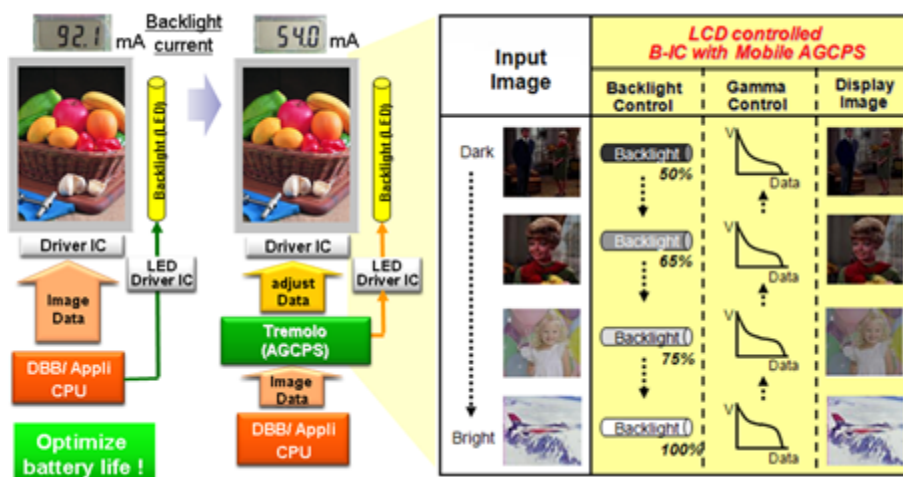 92.1 mA
Backlight
current
54.0 mA
Backlight (LED)
Backlight (LED)
Driver IC
LED
Driver IC
Image
Data
DBB/ Appli
CPU
Optimize
battery life !
Driver IC
LED
Driver IC
adjust
Data
Tremolo
(AGCPS)
Image
Data
DBB/ Appli
CPU
Input
Image
LCD controlled
B-IC with Mobile AGCPS
Backlight
Control
Gamma
Control
Display
Image
Dark
Backlight
50%
V
Data
Backlight
65%
V
Data
Backlight
75%
V
Data
Bright
Backlight
100%
V
Data